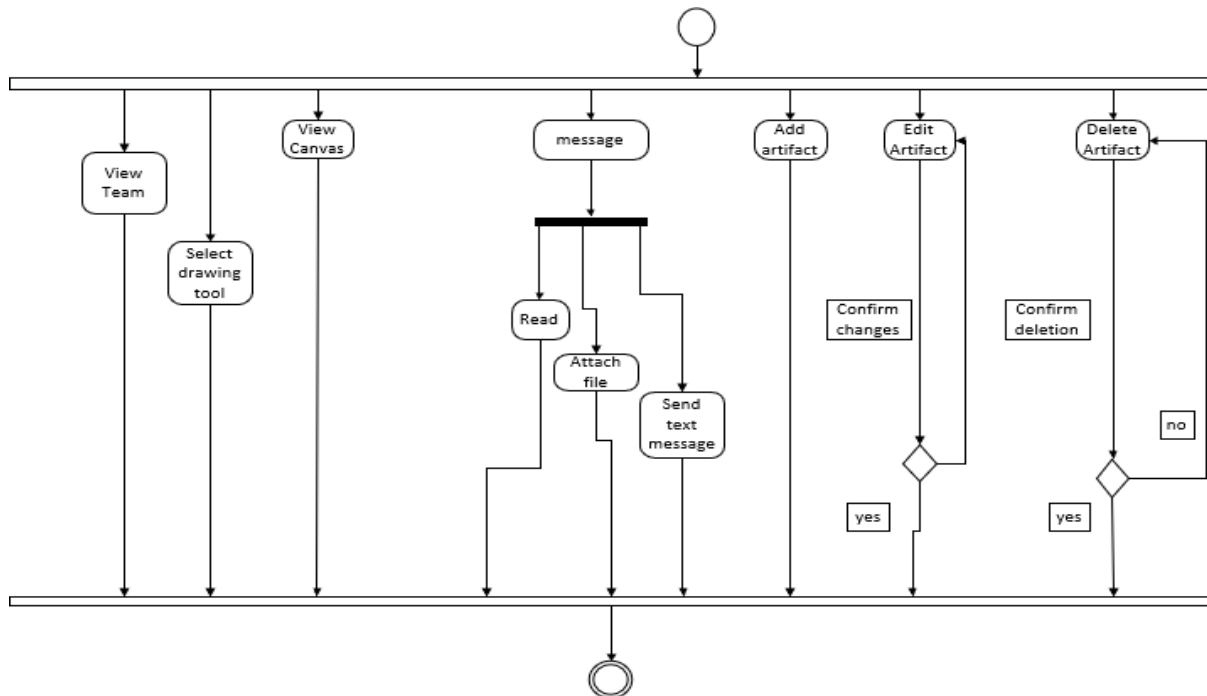 View
Team
Select
drawing
tool
View
Canvas
message
Read
Attach
file
Send
text
message
Add
artifact
Edit
Artifact
Confirm
changes
yes
Delete
Artifact
Confirm
deletion
no
yes